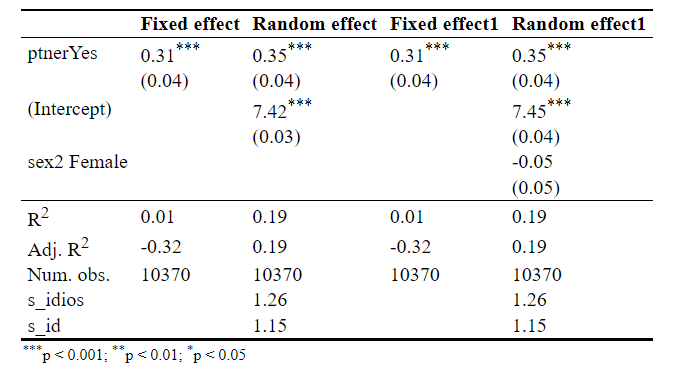 Fixed effect Random effect Fixed effect1 Random effect1
ptnerYes 0.31*** 0.35*** 0.31*** 0.35***
(0.04) (0.04) (0.04) (0.04)
(Intercept) 7.42*** 7.45***
(0.03) (0.04)
sex2 Female -0.05
(0.05)
R² 0.01 0.19 0.01 0.19
Adj. R² -0.32 0.19 -0.32 0.19
Num. obs. 10370 10370 10370 10370
s_idios 1.26 1.26
s_id 1.15 1.15
***p < 0.001; **p < 0.01; *p < 0.05